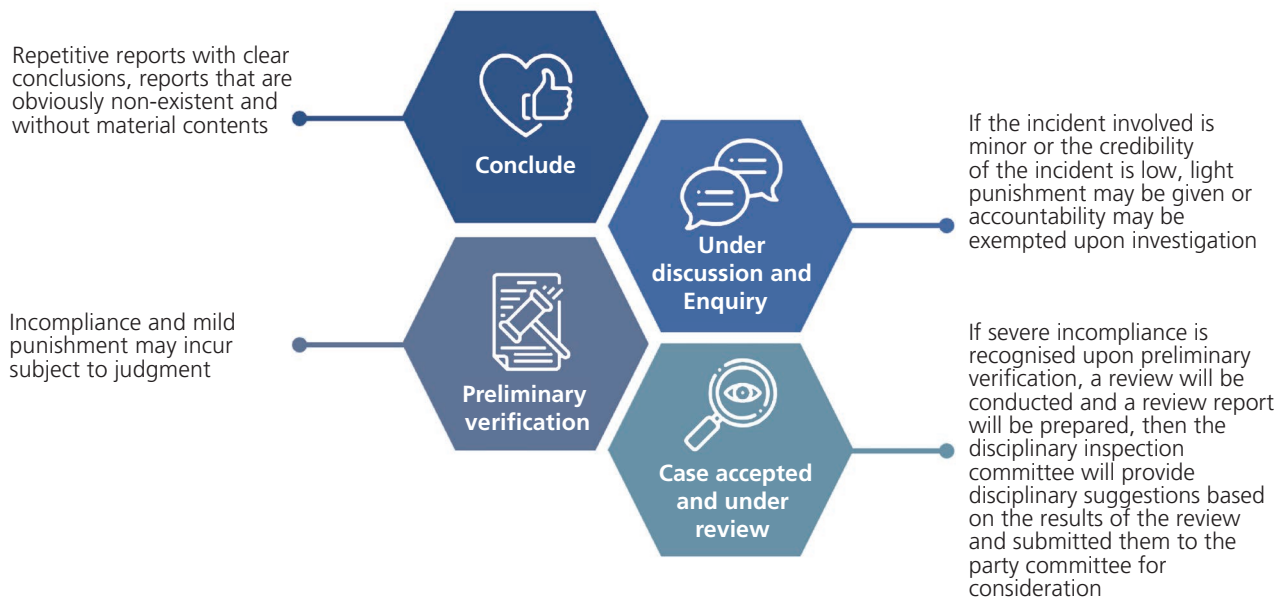 Repetitive reports with clear
conclusions, reports that are
obviously non-existent and
without material contents
Conclude
If the incident involved is
minor or the credibility
of the incident is low, light
punishment may be given or
accountability may be
exempted upon investigation
Under
discussion and
Enquiry
Incompliance and mild
punishment may incur
subject to judgment
Preliminary
verification
If severe incompliance is
recognised upon preliminary
verification, a review will be
conducted and a review report
will be prepared, then the
disciplinary inspection
committee will provide
disciplinary suggestions based
on the results of the review
and submitted them to the
party committee for
consideration
Case accepted
and under
review